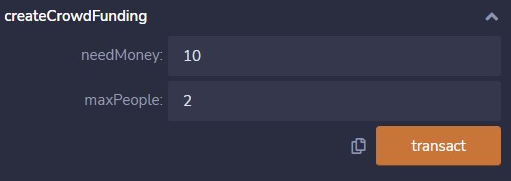 createCrowdFunding
needMoney: 10
maxPeople: 2
transact